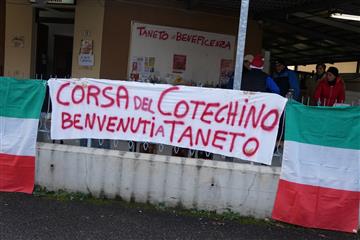 TANETO È BENEFICENZA
CORSA DEL COTECHINO
BENVENUTI A TANETO